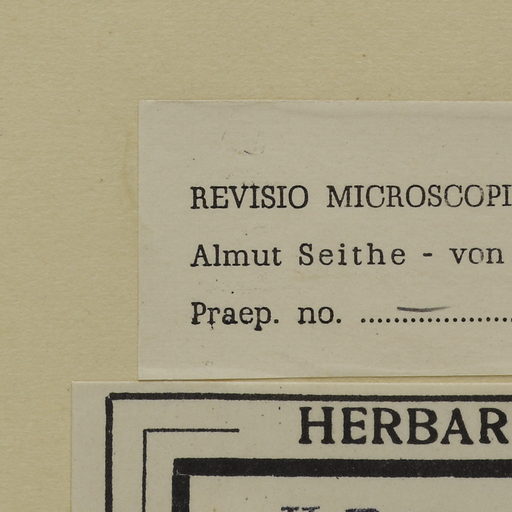 REVISIO MICROSCOPI
Almut Seithe - von
Praep. no. ....................
HERBAR